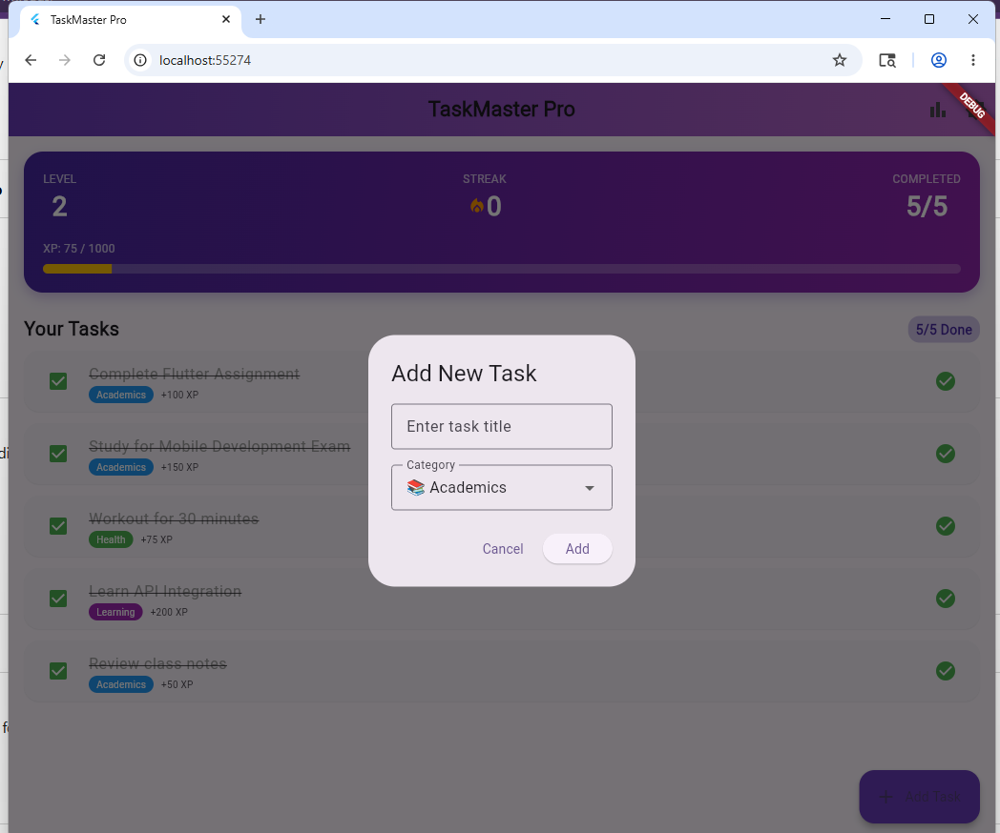 TaskMaster Pro
localhost:55274
TaskMaster Pro
DEBUG
LEVEL
STREAK
COMPLETED
2
0
5/5
XP: 75 / 1000
Your Tasks
5/5 Done
Complete Flutter Assignment
Academics +100 XP
Study for Mobile Development Exam
Academics +150 XP
Workout for 30 minutes
Health +75 XP
Learn API Integration
Learning +200 XP
Review class notes
Academics +50 XP
Add New Task
Enter task title
Category
Academics
Cancel
Add
Add Task